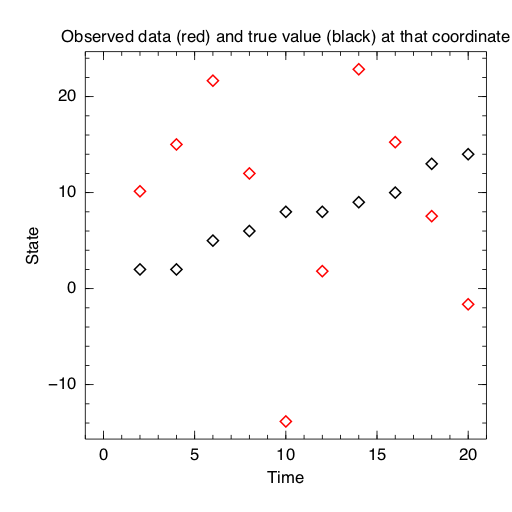 Observed data (red) and true value (black) at that coordinate
20
10
0
−10
State
0 5 10 15 20
Time